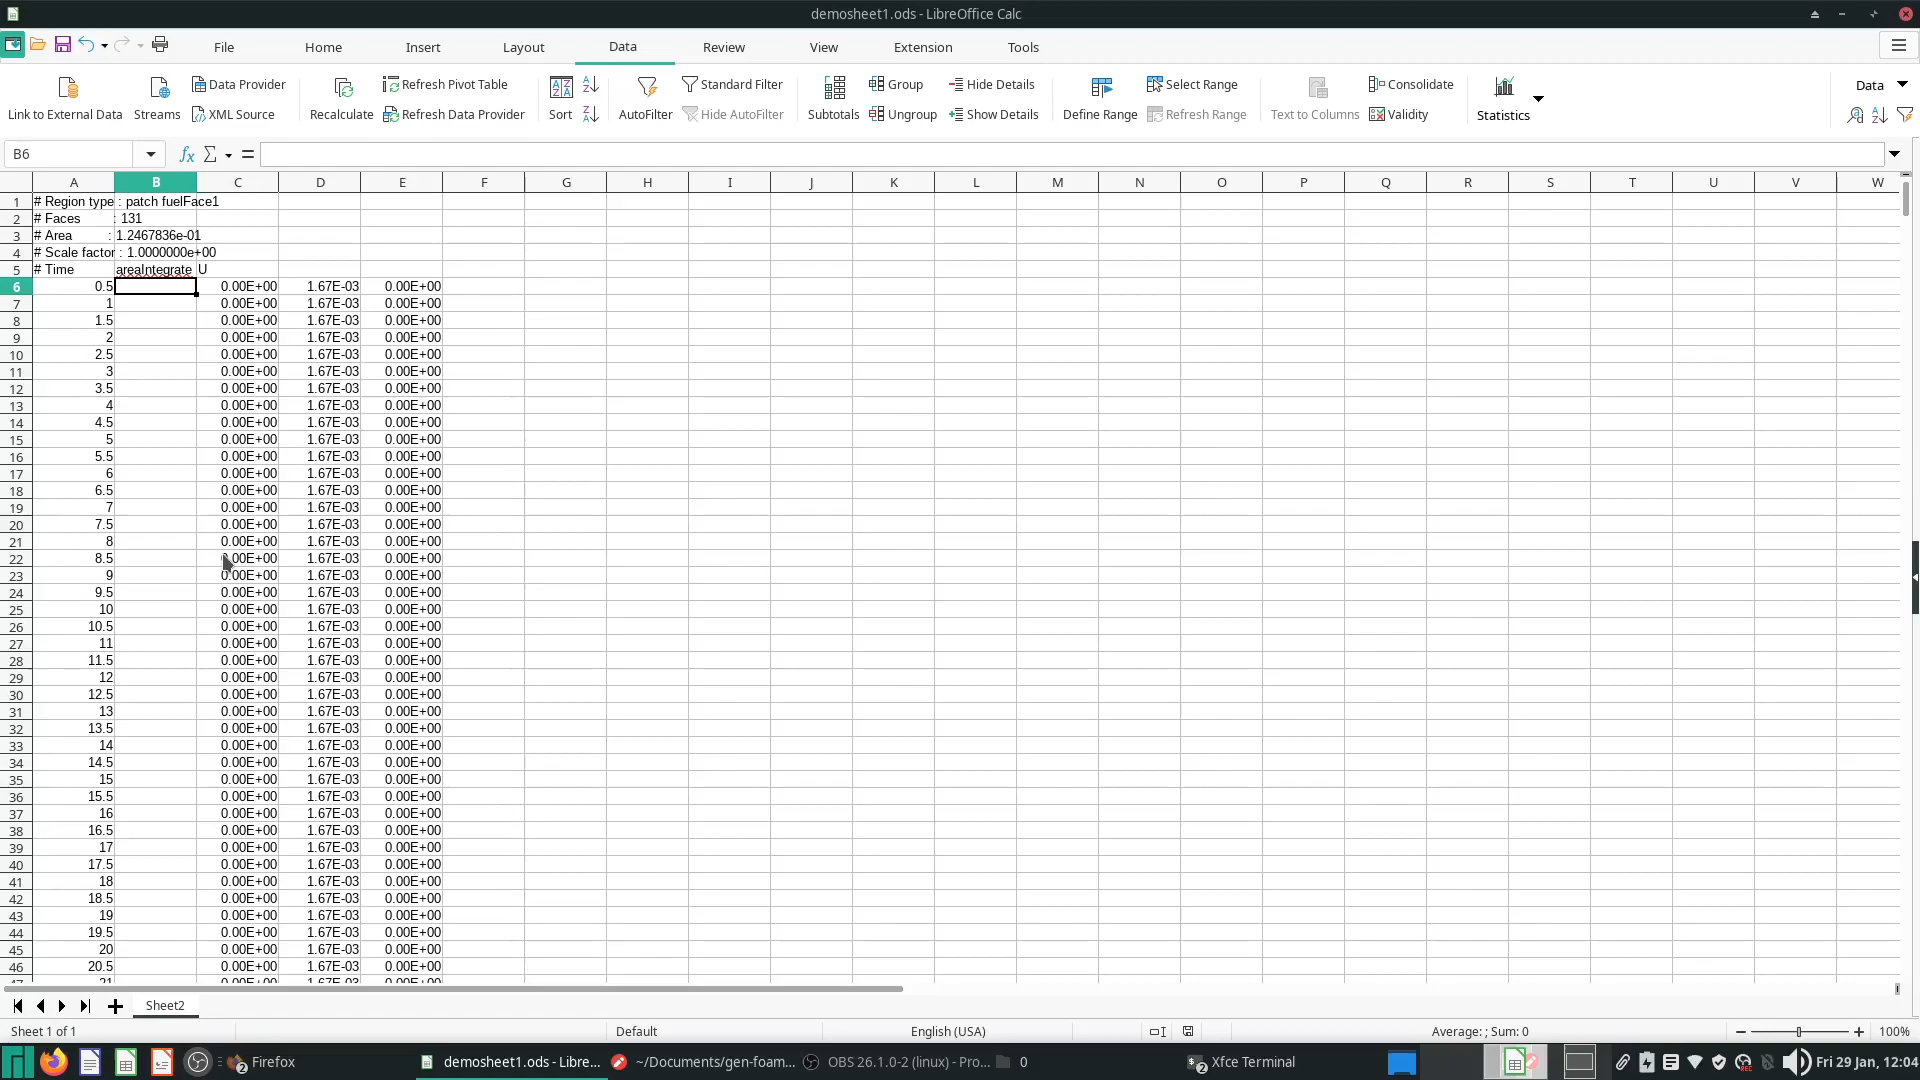 demosheet1.ods - LibreOffice Calc
File Home Insert Layout Data Review View Extension Tools
Link to External Data Streams Data Provider XML Source Recalculate Refresh Pivot Table Refresh Data Provider Sort AutoFilter Standard Filter Hide AutoFilter Subtotals Group Ungroup Hide Details Show Details Define Range Select Range Refresh Range Text to Columns Consolidate Validity Statistics Data
B6
A B C D E F G H I J K L M N O P Q R S T U V W
1 # Region type : patch fuelFace1
2 # Faces : 131
3 # Area : 1.2467836e-01
4 # Scale factor : 1.0000000e+00
5 # Time areaIntegrate U
6 0.5 0.00E+00 1.67E-03 0.00E+00
7 1 0.00E+00 1.67E-03 0.00E+00
8 1.5 0.00E+00 1.67E-03 0.00E+00
9 2 0.00E+00 1.67E-03 0.00E+00
10 2.5 0.00E+00 1.67E-03 0.00E+00
11 3 0.00E+00 1.67E-03 0.00E+00
12 3.5 0.00E+00 1.67E-03 0.00E+00
13 4 0.00E+00 1.67E-03 0.00E+00
14 4.5 0.00E+00 1.67E-03 0.00E+00
15 5 0.00E+00 1.67E-03 0.00E+00
16 5.5 0.00E+00 1.67E-03 0.00E+00
17 6 0.00E+00 1.67E-03 0.00E+00
18 6.5 0.00E+00 1.67E-03 0.00E+00
19 7 0.00E+00 1.67E-03 0.00E+00
20 7.5 0.00E+00 1.67E-03 0.00E+00
21 8 0.00E+00 1.67E-03 0.00E+00
22 8.5 0.00E+00 1.67E-03 0.00E+00
23 9 0.00E+00 1.67E-03 0.00E+00
24 9.5 0.00E+00 1.67E-03 0.00E+00
25 10 0.00E+00 1.67E-03 0.00E+00
26 10.5 0.00E+00 1.67E-03 0.00E+00
27 11 0.00E+00 1.67E-03 0.00E+00
28 11.5 0.00E+00 1.67E-03 0.00E+00
29 12 0.00E+00 1.67E-03 0.00E+00
30 12.5 0.00E+00 1.67E-03 0.00E+00
31 13 0.00E+00 1.67E-03 0.00E+00
32 13.5 0.00E+00 1.67E-03 0.00E+00
33 14 0.00E+00 1.67E-03 0.00E+00
34 14.5 0.00E+00 1.67E-03 0.00E+00
35 15 0.00E+00 1.67E-03 0.00E+00
36 15.5 0.00E+00 1.67E-03 0.00E+00
37 16 0.00E+00 1.67E-03 0.00E+00
38 16.5 0.00E+00 1.67E-03 0.00E+00
39 17 0.00E+00 1.67E-03 0.00E+00
40 17.5 0.00E+00 1.67E-03 0.00E+00
41 18 0.00E+00 1.67E-03 0.00E+00
42 18.5 0.00E+00 1.67E-03 0.00E+00
43 19 0.00E+00 1.67E-03 0.00E+00
44 19.5 0.00E+00 1.67E-03 0.00E+00
45 20 0.00E+00 1.67E-03 0.00E+00
46 20.5 0.00E+00 1.67E-03 0.00E+00
47 21 0.00E+00 1.67E-03 0.00E+00
Sheet2
Sheet 1 of 1 Default English (USA) Average: ; Sum: 0 100%
2 Firefox demosheet1.ods - Libre... ~/Documents/gen-foam... OBS 26.1.0-2 (linux) - Pro... 0 2 Xfce Terminal Fri 29 Jan, 12:04